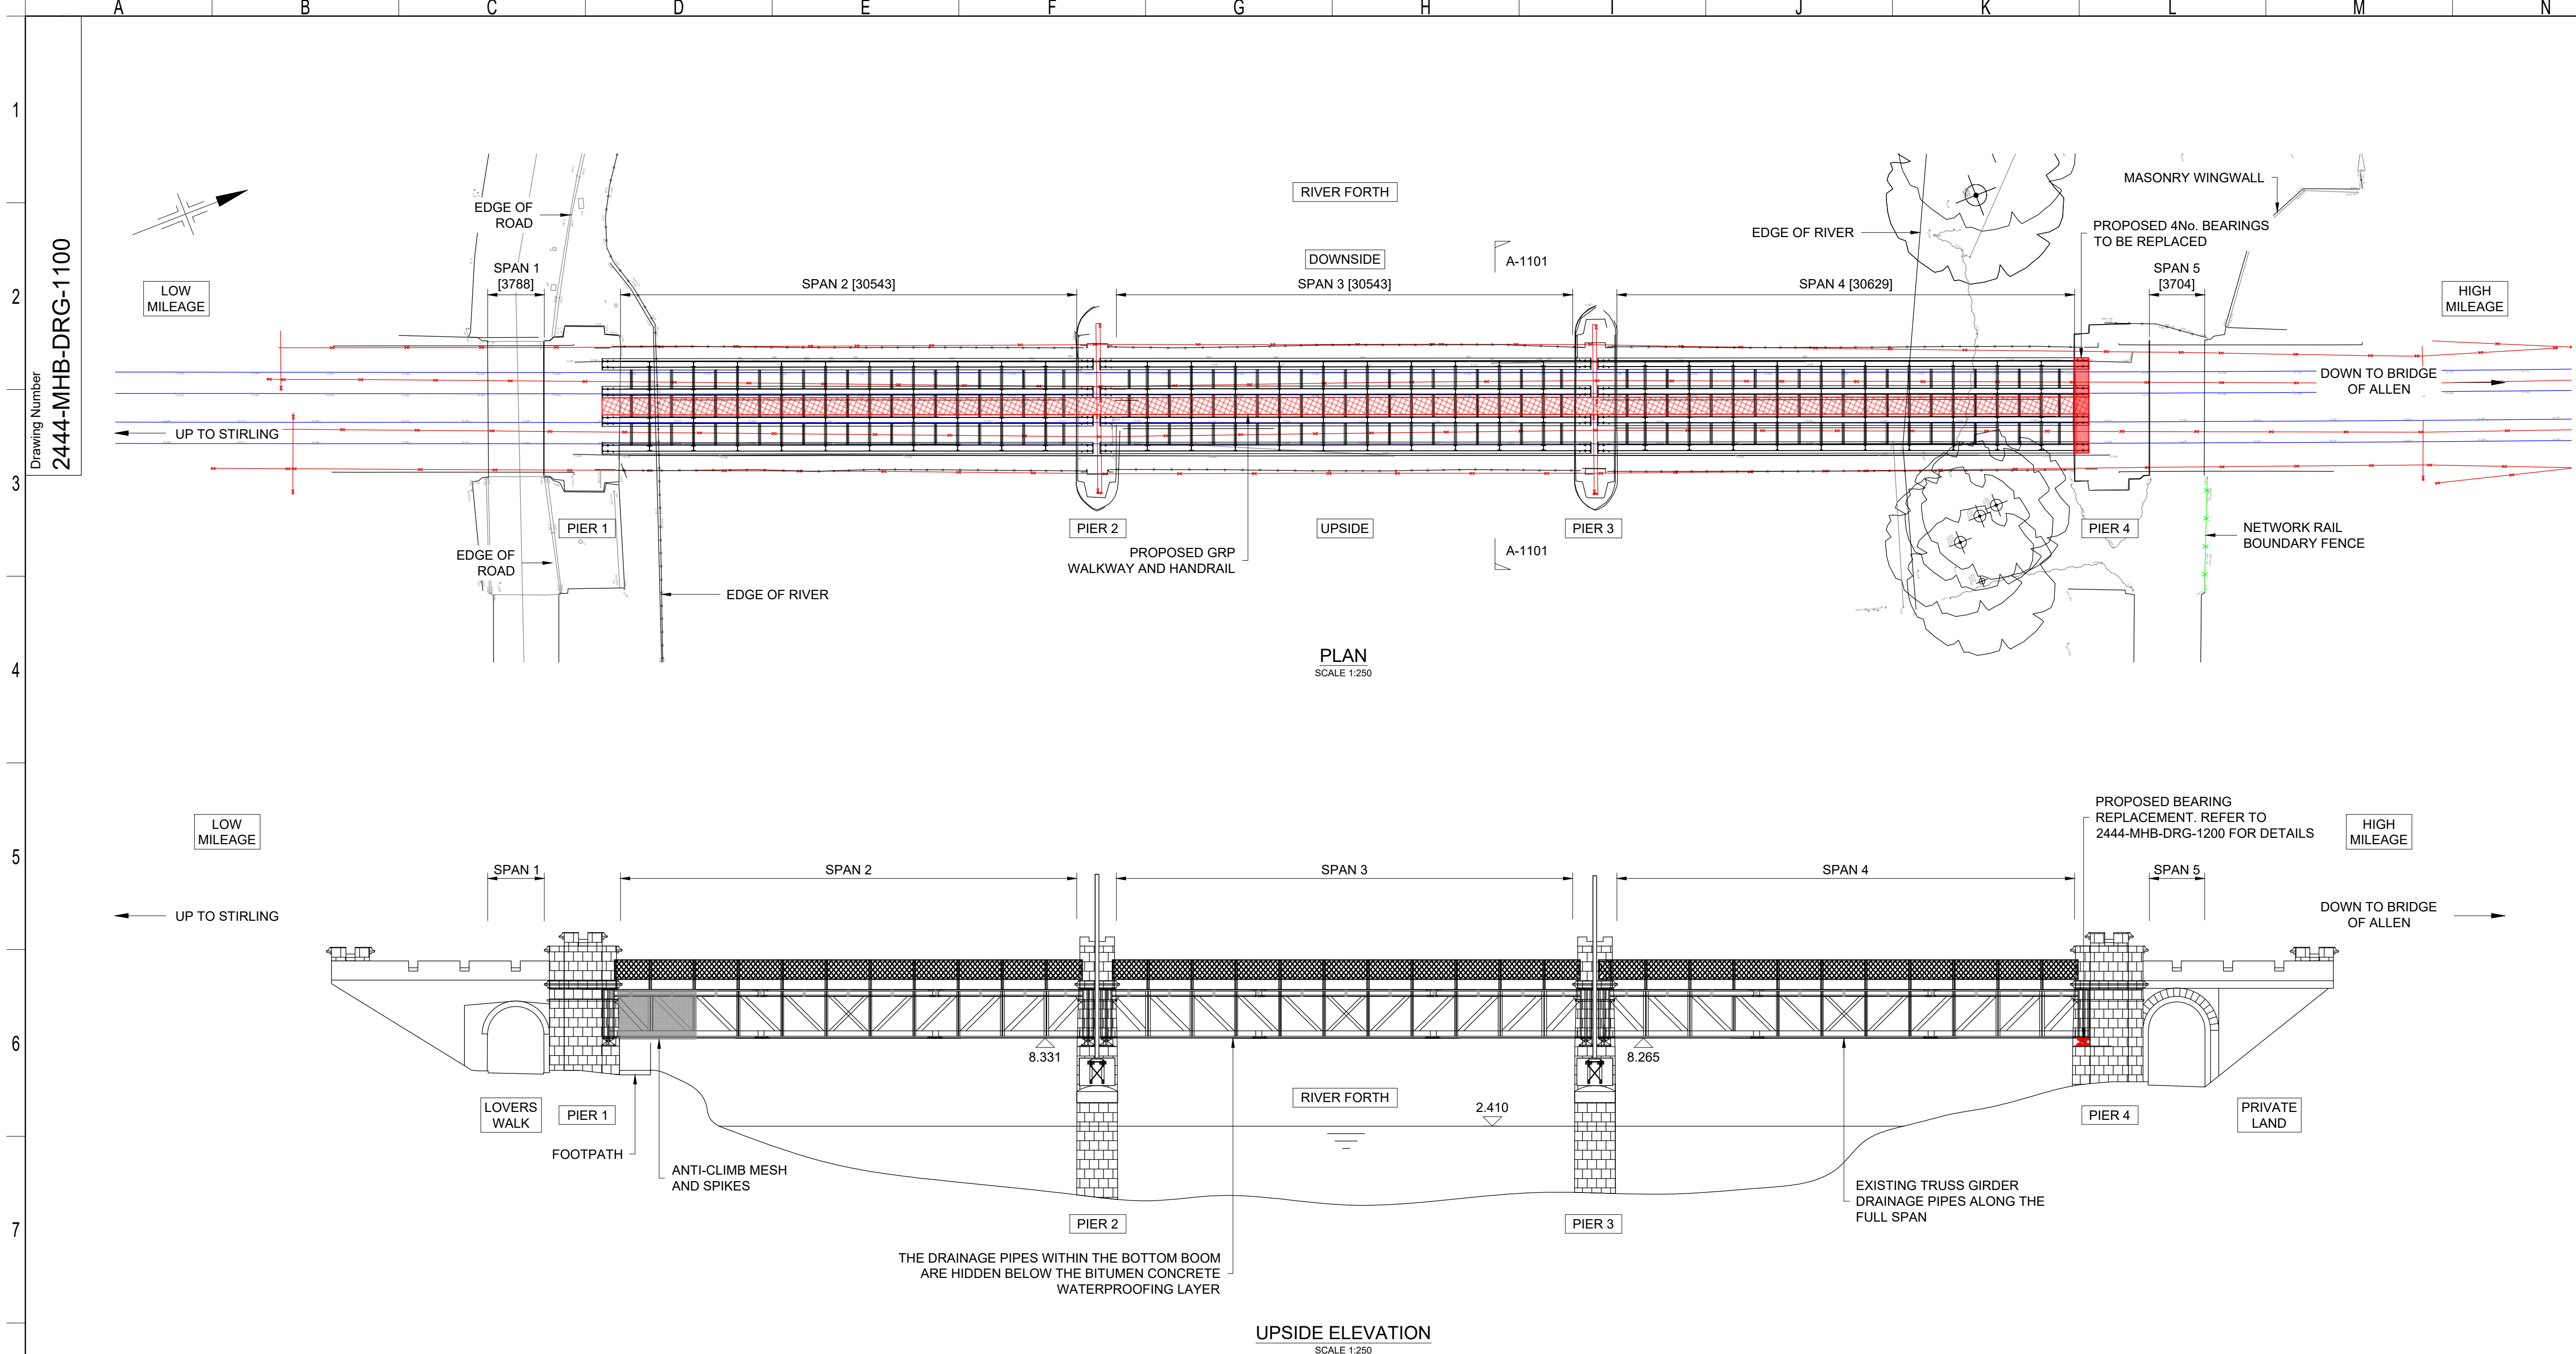 A
B
C
D
E
F
G
H
I
J
K
L
M
N
1
2
3
4
5
6
7
Drawing Number
2444-MHB-DRG-1100
RIVER FORTH
MASONRY WINGWALL
EDGE OF
ROAD
PROPOSED 4No. BEARINGS
TO BE REPLACED
EDGE OF RIVER
DOWNSIDE
A-1101
LOW
MILEAGE
SPAN 1
[3788]
SPAN 2 [30543]
SPAN 3 [30543]
SPAN 4 [30629]
SPAN 5
[3704]
HIGH
MILEAGE
DOWN TO BRIDGE
OF ALLEN
UP TO STIRLING
PIER 1
PIER 2
UPSIDE
PIER 3
PIER 4
NETWORK RAIL
BOUNDARY FENCE
EDGE OF
ROAD
PROPOSED GRP
WALKWAY AND HANDRAIL
A-1101
EDGE OF RIVER
PLAN
SCALE 1:250
PROPOSED BEARING
REPLACEMENT. REFER TO
2444-MHB-DRG-1200 FOR DETAILS
LOW
MILEAGE
HIGH
MILEAGE
SPAN 1
SPAN 2
SPAN 3
SPAN 4
SPAN 5
UP TO STIRLING
DOWN TO BRIDGE
OF ALLEN
8.331
8.265
RIVER FORTH
2.410
LOVERS
WALK
PIER 1
PIER 4
PRIVATE
LAND
FOOTPATH
ANTI-CLIMB MESH
AND SPIKES
EXISTING TRUSS GIRDER
DRAINAGE PIPES ALONG THE
FULL SPAN
PIER 2
PIER 3
THE DRAINAGE PIPES WITHIN THE BOTTOM BOOM
ARE HIDDEN BELOW THE BITUMEN CONCRETE
WATERPROOFING LAYER
UPSIDE ELEVATION
SCALE 1:250